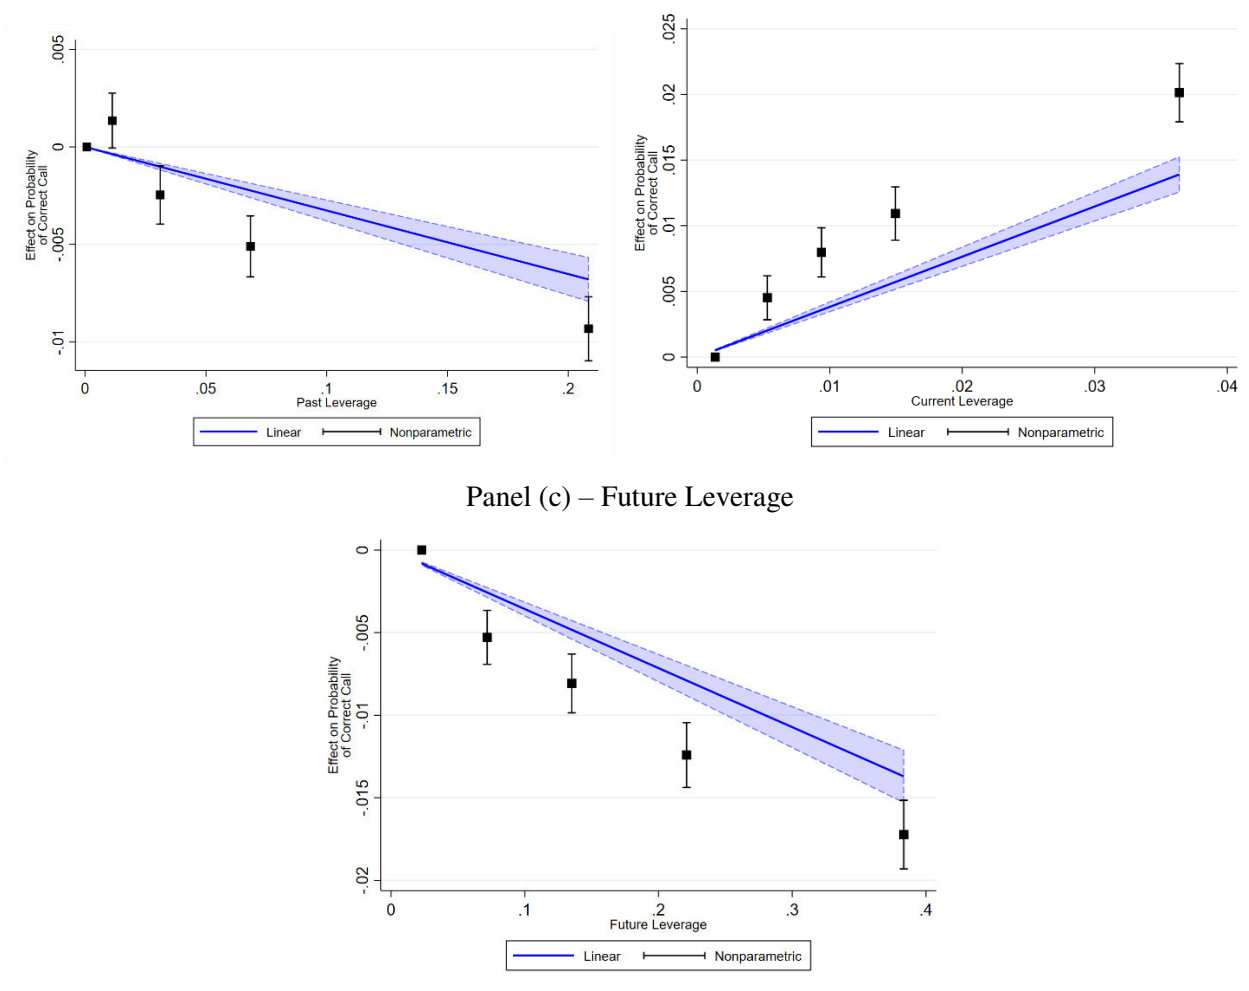 .005
0
-.005
-.01
Effect on Probability
of Correct Call
0 .05 .1 .15 .2
Past Leverage
Linear Nonparametric
.025
.02
.015
.01
.005
0
Effect on Probability
of Correct Call
0 .01 .02 .03 .04
Current Leverage
Linear Nonparametric
Panel (c) – Future Leverage
0
-.005
-.01
-.015
-.02
Effect on Probability
of Correct Call
0 .1 .2 .3 .4
Future Leverage
Linear Nonparametric